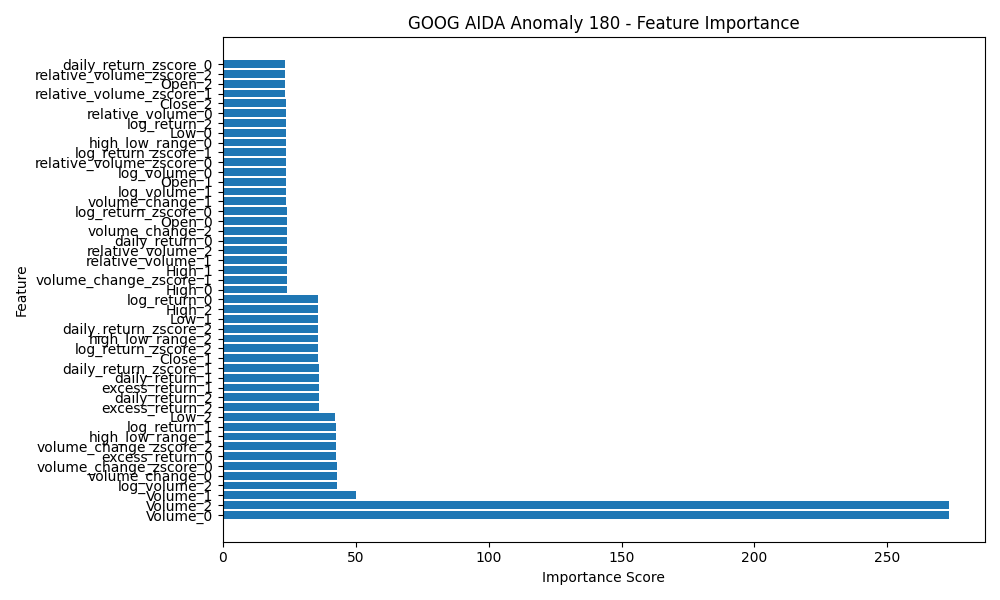 GOOG AIDA Anomaly 180 - Feature Importance
daily_return_zscore_0
relative_volume_zscore_2
Open_2
relative_volume_zscore_1
Close_2
relative_volume_0
log_return_2
Low_0
high_low_range_0
log_return_zscore_1
relative_volume_zscore_0
log_volume_0
Open_1
log_volume_1
volume_change_1
log_return_zscore_0
Open_0
volume_change_2
daily_return_0
relative_volume_2
relative_volume_1
High_1
volume_change_zscore_1
High_0
log_return_0
High_2
Low_1
daily_return_zscore_2
high_low_range_2
log_return_zscore_2
Close_1
daily_return_zscore_1
daily_return_1
excess_return_1
daily_return_2
excess_return_2
Low_2
log_return_1
high_low_range_1
volume_change_zscore_2
excess_return_0
volume_change_zscore_0
volume_change_0
log_volume_2
Volume_1
Volume_2
Volume_0
Feature
0 50 100 150 200 250
Importance Score